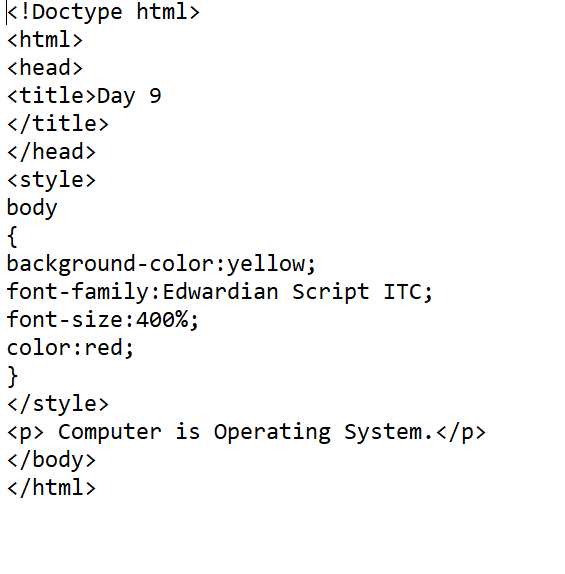 <!Doctype html>
<html>
<head>
<title>Day 9
</title>
</head>
<style>
body
{
background-color:yellow;
font-family:Edwardian Script ITC;
font-size:400%;
color:red;
}
</style>
<p> Computer is Operating System.</p>
</body>
</html>